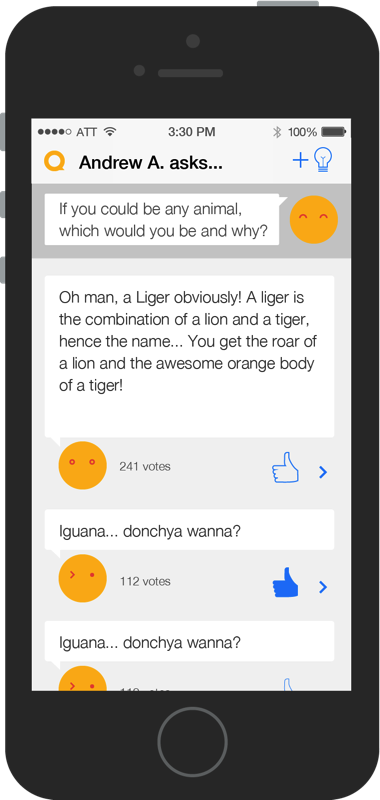 ATT 3:30 PM 100%
Andrew A. asks...
If you could be any animal,
which would you be and why?
Oh man, a Liger obviously! A liger is
the combination of a lion and a tiger,
hence the name... You get the roar of
a lion and the awesome orange body
of a tiger!
241 votes
Iguana... donchya wanna?
112 votes
Iguana... donchya wanna?